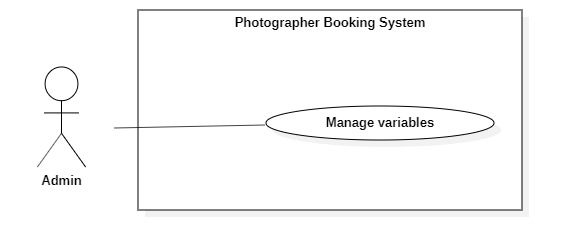 Photographer Booking System
Manage variables
Admin